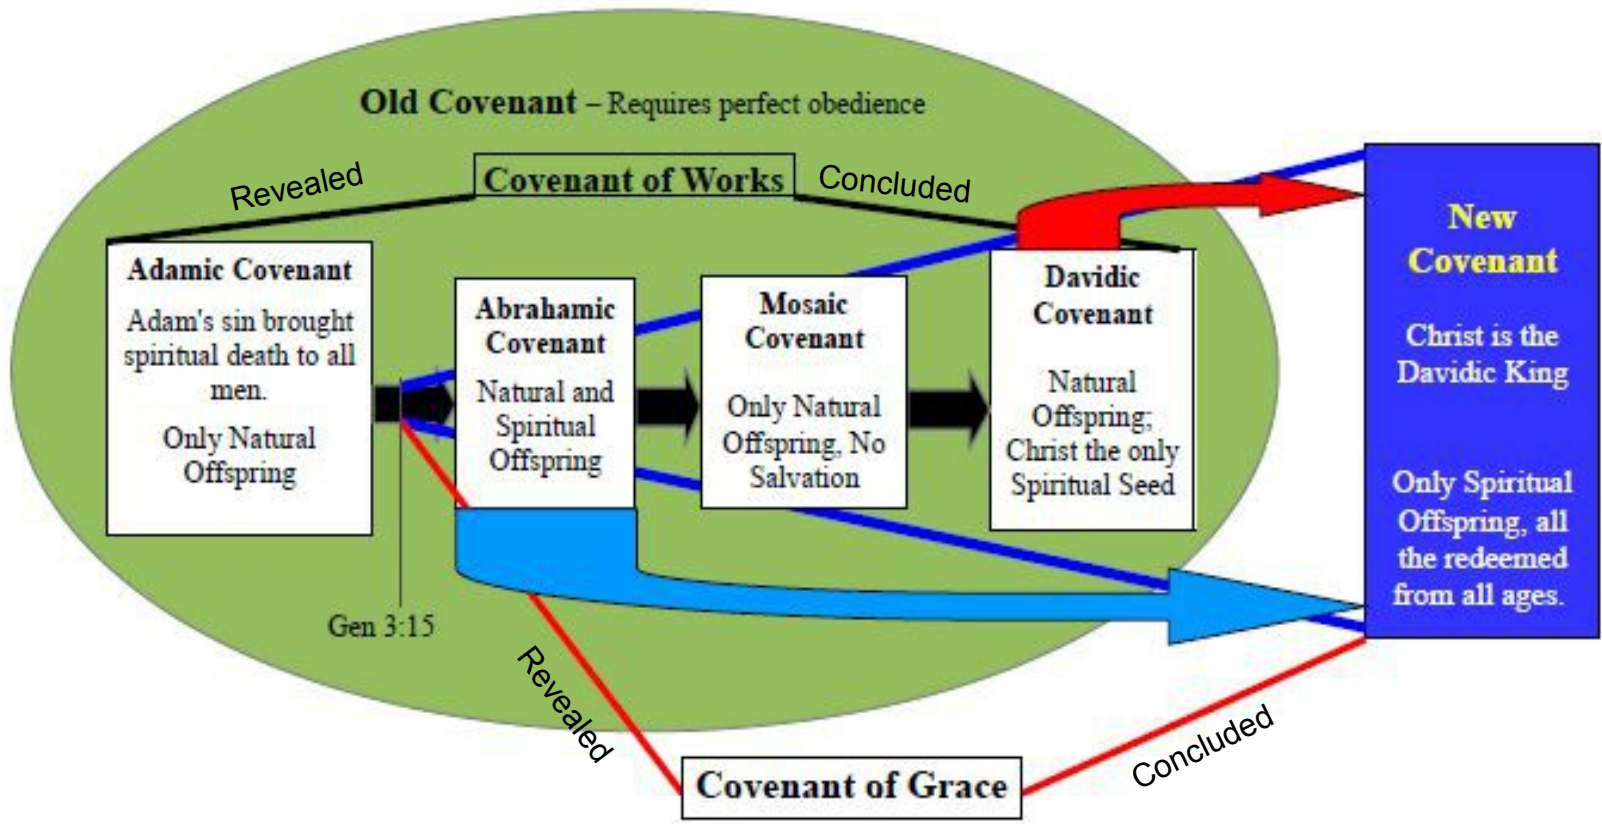 Old Covenant – Requires perfect obedience
Revealed
Covenant of Works
Concluded
Adamic Covenant
Adam's sin brought
spiritual death to all
men.
Only Natural
Offspring
Abrahamic
Covenant
Natural and
Spiritual
Offspring
Mosaic
Covenant
Only Natural
Offspring, No
Salvation
Davidic
Covenant
Natural
Offspring;
Christ the only
Spiritual Seed
New
Covenant
Christ is the
Davidic King
Only Spiritual
Offspring, all
the redeemed
from all ages.
Gen 3:15
Revealed
Covenant of Grace
Concluded